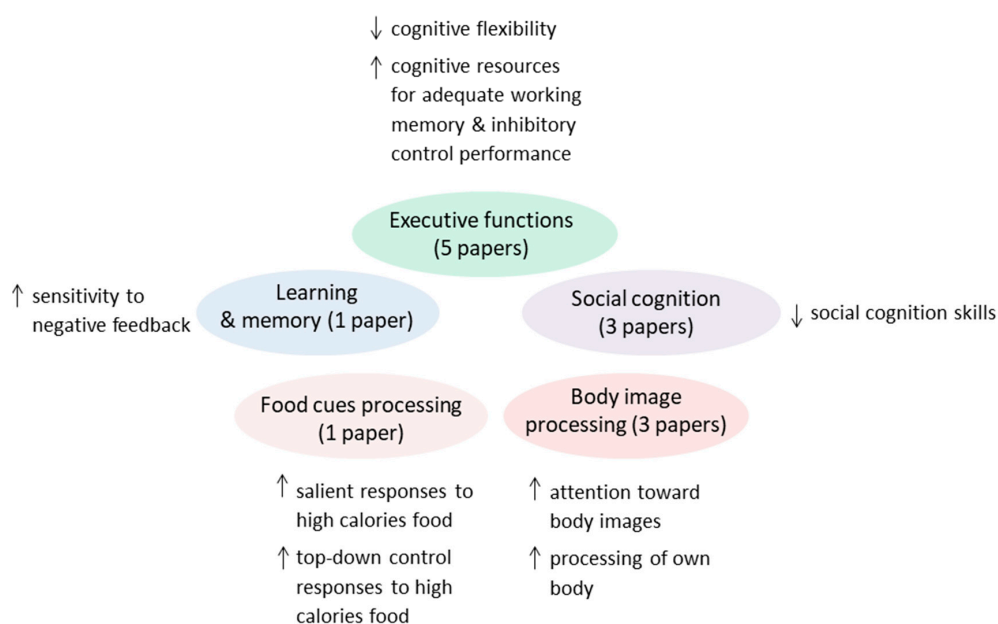 ↓ cognitive flexibility
↑ cognitive resources
for adequate working
memory & inhibitory
control performance
Executive functions
(5 papers)
↑ sensitivity to
negative feedback
Learning
& memory (1 paper)
Social cognition
(3 papers)
↓ social cognition skills
Food cues processing
(1 paper)
Body image
processing (3 papers)
↑ salient responses to
high calories food
↑ top-down control
responses to high
calories food
↑ attention toward
body images
↑ processing of own
body